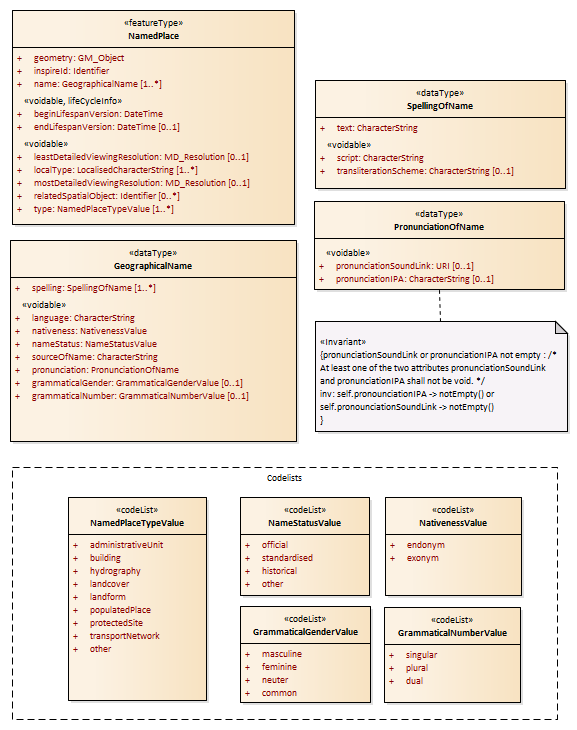 «featureType»
NamedPlace
+ geometry: GM_Object
+ inspireId: Identifier
+ name: GeographicalName [1..*]
«voidable, lifeCycleInfo»
+ beginLifespanVersion: DateTime
+ endLifespanVersion: DateTime [0..1]
«voidable»
+ leastDetailedViewingResolution: MD_Resolution [0..1]
+ localType: LocalisedCharacterString [1..*]
+ mostDetailedViewingResolution: MD_Resolution [0..1]
+ relatedSpatialObject: Identifier [0..*]
+ type: NamedPlaceTypeValue [1..*]
«dataType»
SpellingOfName
+ text: CharacterString
«voidable»
+ script: CharacterString
+ transliterationScheme: CharacterString [0..1]
«dataType»
PronunciationOfName
«voidable»
+ pronunciationSoundLink: URI [0..1]
+ pronunciationIPA: CharacterString [0..1]
«dataType»
GeographicalName
+ spelling: SpellingOfName [1..*]
«voidable»
+ language: CharacterString
+ nativeness: NativenessValue
+ nameStatus: NameStatusValue
+ sourceOfName: CharacterString
+ pronunciation: PronunciationOfName
+ grammaticalGender: GrammaticalGenderValue [0..1]
+ grammaticalNumber: GrammaticalNumberValue [0..1]
«Invariant»
{pronunciationSoundLink or pronunciationIPA not empty : /*
At least one of the two attributes pronunciationSoundLink
and pronunciationIPA shall not be void. */
inv: self.pronounciationIPA -> notEmpty() or
self.pronounciationSoundLink -> notEmpty()
}
Codelists
«codeList»
NamedPlaceTypeValue
+ administrativeUnit
+ building
+ hydrography
+ landcover
+ landform
+ populatedPlace
+ protectedSite
+ transportNetwork
+ other
«codeList»
NameStatusValue
+ official
+ standardised
+ historical
+ other
«codeList»
NativenessValue
+ endonym
+ exonym
«codeList»
GrammaticalGenderValue
+ masculine
+ feminine
+ neuter
+ common
«codeList»
GrammaticalNumberValue
+ singular
+ plural
+ dual